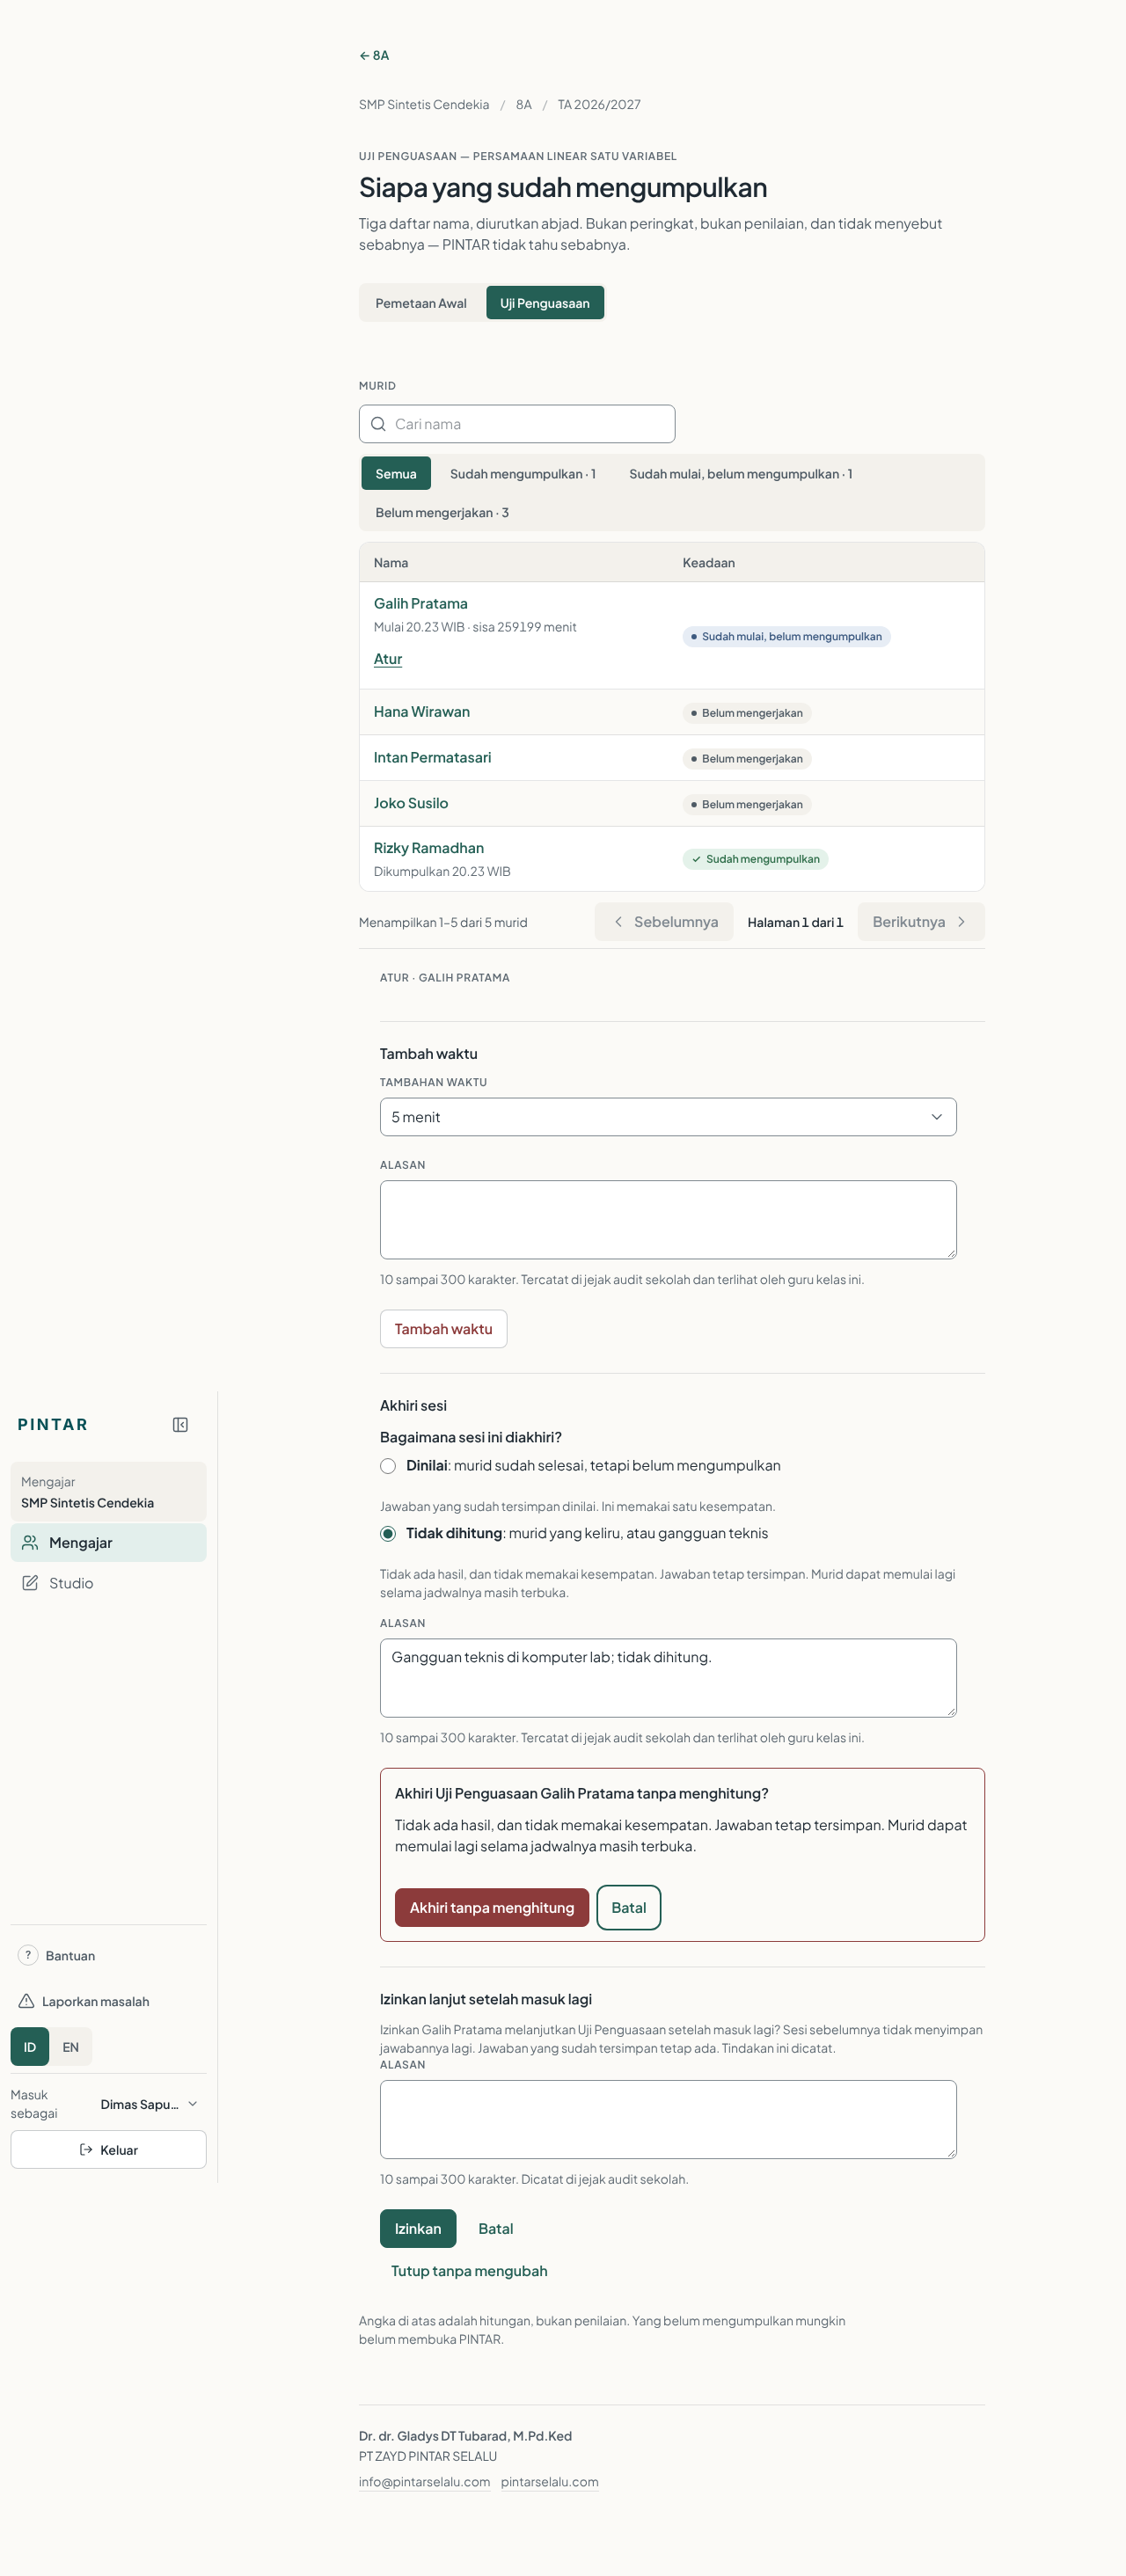 ← 8A
SMP Sintetis Cendekia / 8A / TA 2026/2027
UJI PENGUASAAN — PERSAMAAN LINEAR SATU VARIABEL
Siapa yang sudah mengumpulkan
Tiga daftar nama, diurutkan abjad. Bukan peringkat, bukan penilaian, dan tidak menyebut
sebabnya — PINTAR tidak tahu sebabnya.
Pemetaan Awal Uji Penguasaan
MURID
Cari nama
Semua Sudah mengumpulkan · 1 Sudah mulai, belum mengumpulkan · 1
Belum mengerjakan · 3
Nama Keadaan
Galih Pratama
Mulai 20.23 WIB · sisa 259199 menit
Sudah mulai, belum mengumpulkan
Atur
Hana Wirawan Belum mengerjakan
Intan Permatasari Belum mengerjakan
Joko Susilo Belum mengerjakan
Rizky Ramadhan
Dikumpulkan 20.23 WIB
Sudah mengumpulkan
Menampilkan 1–5 dari 5 murid Sebelumnya Halaman 1 dari 1 Berikutnya
ATUR · GALIH PRATAMA
Tambah waktu
TAMBAHAN WAKTU
5 menit
ALASAN
10 sampai 300 karakter. Tercatat di jejak audit sekolah dan terlihat oleh guru kelas ini.
Tambah waktu
Akhiri sesi
Bagaimana sesi ini diakhiri?
Dinilai: murid sudah selesai, tetapi belum mengumpulkan
Jawaban yang sudah tersimpan dinilai. Ini memakai satu kesempatan.
Tidak dihitung: murid yang keliru, atau gangguan teknis
Tidak ada hasil, dan tidak memakai kesempatan. Jawaban tetap tersimpan. Murid dapat memulai lagi
selama jadwalnya masih terbuka.
ALASAN
Gangguan teknis di komputer lab; tidak dihitung.
10 sampai 300 karakter. Tercatat di jejak audit sekolah dan terlihat oleh guru kelas ini.
Akhiri Uji Penguasaan Galih Pratama tanpa menghitung?
Tidak ada hasil, dan tidak memakai kesempatan. Jawaban tetap tersimpan. Murid dapat
memulai lagi selama jadwalnya masih terbuka.
Akhiri tanpa menghitung Batal
Izinkan lanjut setelah masuk lagi
Izinkan Galih Pratama melanjutkan Uji Penguasaan setelah masuk lagi? Sesi sebelumnya tidak menyimpan
jawabannya lagi. Jawaban yang sudah tersimpan tetap ada. Tindakan ini dicatat.
ALASAN
10 sampai 300 karakter. Dicatat di jejak audit sekolah.
Izinkan Batal
Tutup tanpa mengubah
Angka di atas adalah hitungan, bukan penilaian. Yang belum mengumpulkan mungkin
belum membuka PINTAR.
Dr. dr. Gladys DT Tubarad, M.Pd.Ked
PT ZAYD PINTAR SELALU
info@pintarselalu.com pintarselalu.com
PINTAR
Mengajar
SMP Sintetis Cendekia
Mengajar
Studio
? Bantuan
Laporkan masalah
ID EN
Masuk
sebagai
Dimas Sapu...
Keluar